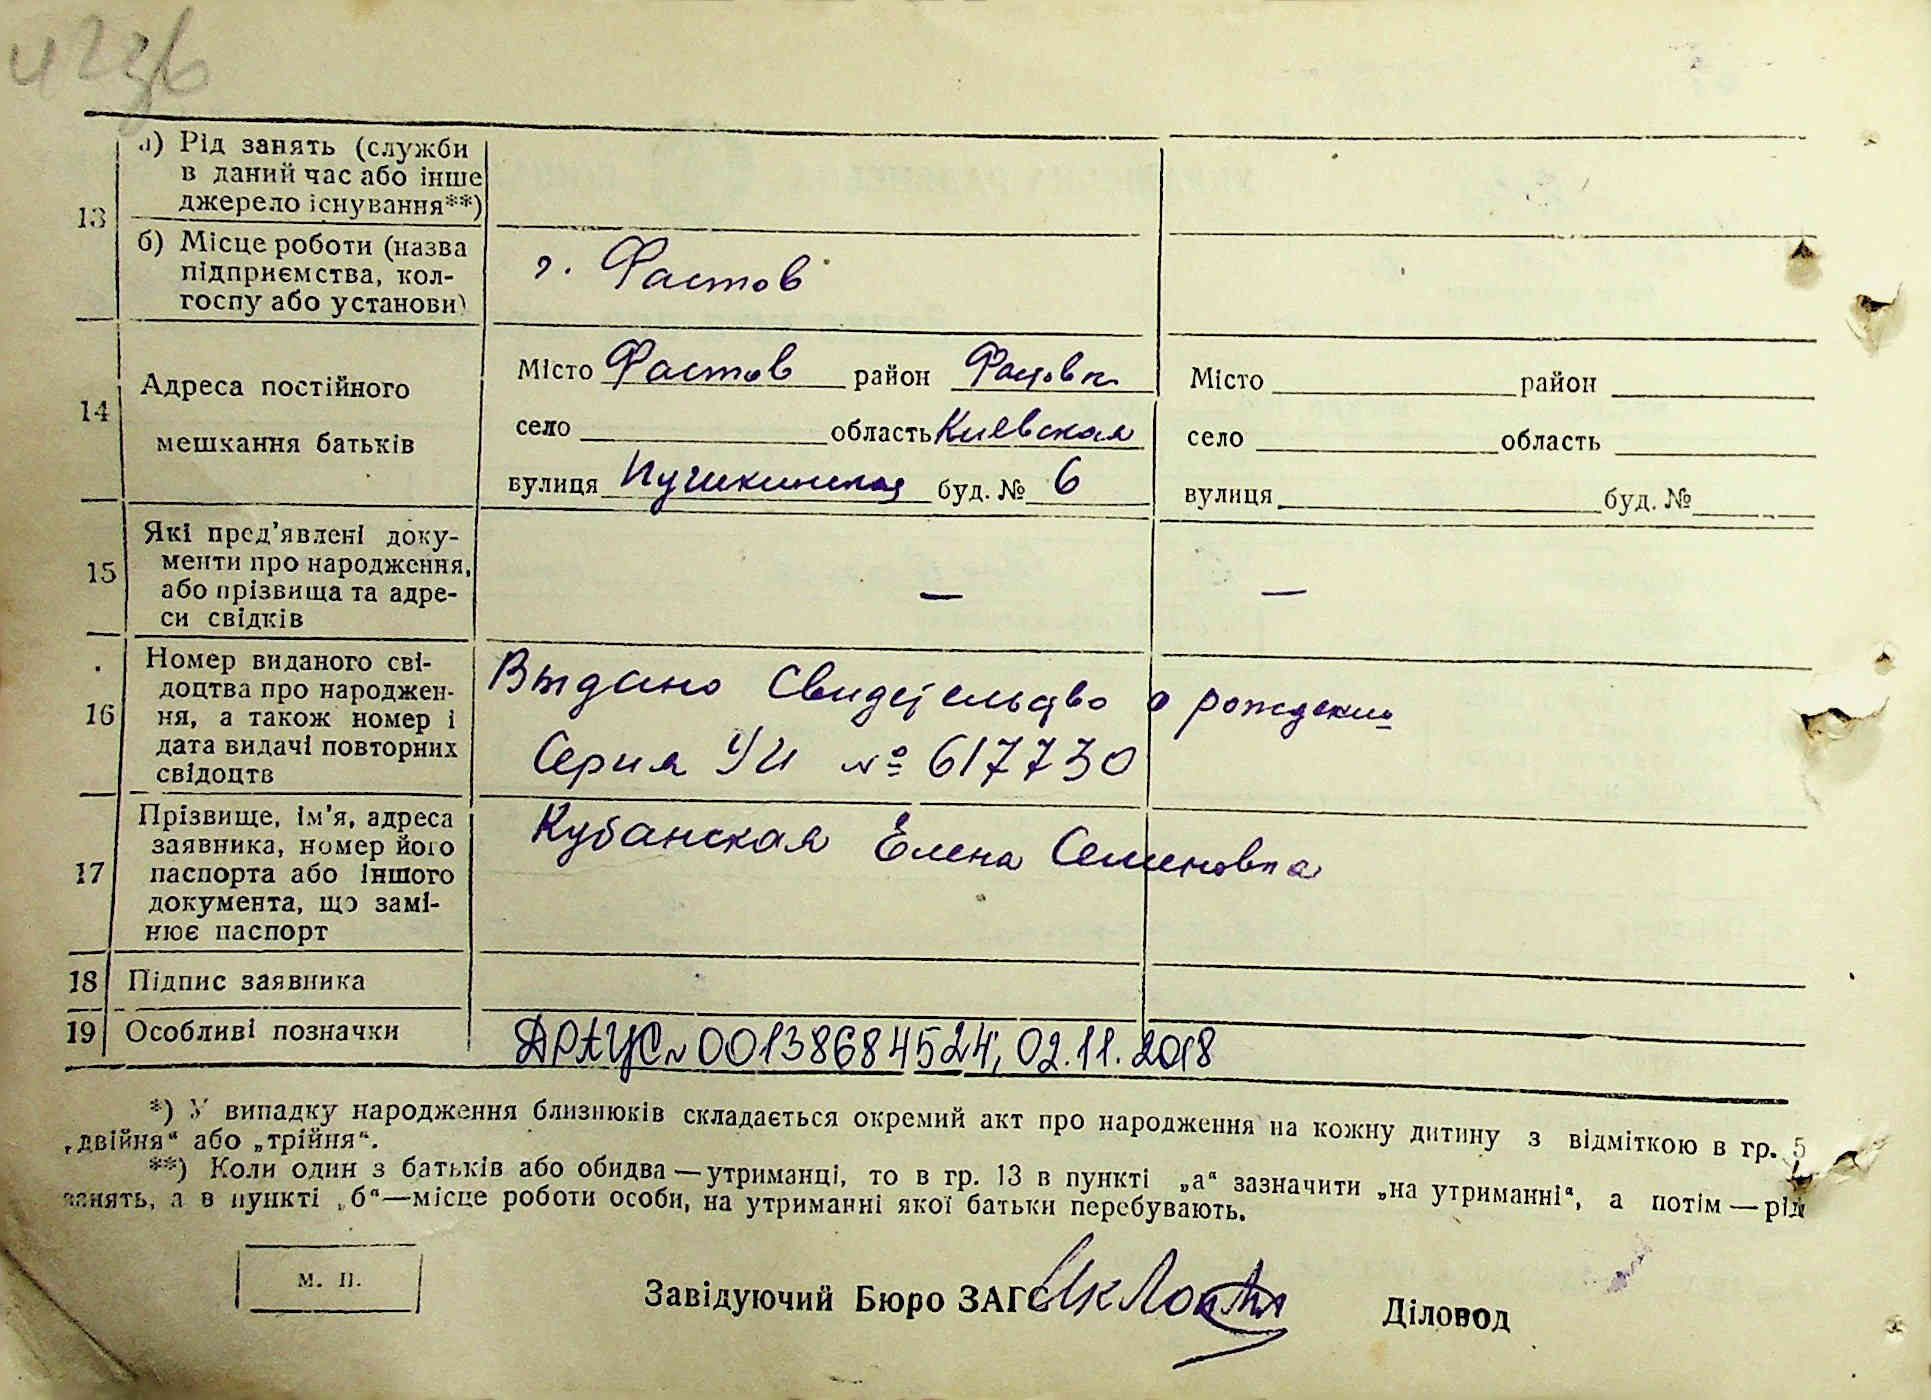 а) Рід занять (служби
в даний час або інше
джерело існування**)
13
б) Місце роботи (назва
підприємства, кол-
госпу або установи)
г. Фастов
14
Адреса постійного
мешкання батьків
Місто Фастов район
село область Киевская
вулиця Пушкинская буд. № 6
Місто район
село область
вулиця буд. №
15
Які пред’явлені доку-
менти про народження,
або прізвища та адре-
си свідків
— —
16
Номер виданого сві-
доцтва про народжен-
ня, а також номер і
дата видачі повторних
свідоцтв
Выдано Свидетельство о рождении
Серия УИ № 617730
17
Прізвище, ім’я, адреса
заявника, номер його
паспорта або іншого
документа, що замі-
нює паспорт
Кубанская Елена Семеновна
18 Підпис заявника
19 Особливі позначки
ДРАЦС № 00138684524, 02.11.2018
*) У випадку народження близнюків складається окремий акт про народження на кожну дитину з відміткою в гр. 5
„двійня“ або „трійня“.
**) Коли один з батьків або обидва — утриманці, то в гр. 13 в пункті „а“ зазначити „на утриманні“, а потім — рід
занять, а в пункті „б“—місце роботи особи, на утриманні якої батьки перебувають.
м. п.
Завідуючий Бюро ЗАГС
Діловод